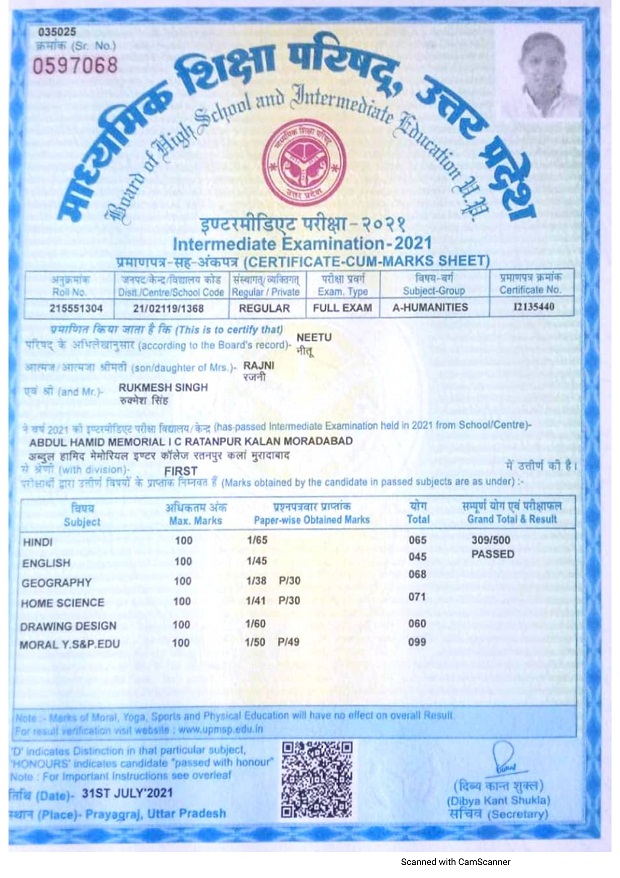 035025
क्रमांक (Sr. No.)
0597068
माध्यमिक शिक्षा परिषद्, उत्तर प्रदेश
Board of High School and Intermediate Education U.P.
माध्यमिक शिक्षा परिषद्
उत्तर प्रदेश
इण्टरमीडिएट परीक्षा-२०२१
Intermediate Examination-2021
प्रमाणपत्र-सह-अंकपत्र (CERTIFICATE-CUM-MARKS SHEET)
अनुक्रमांक जनपद/केन्द्र/विद्यालय कोड संस्थागत/व्यक्तिगत परीक्षा प्रवर्ग विषय-वर्ग प्रमाणपत्र क्रमांक
Roll No. Distt./Centre/School Code Regular / Private Exam. Type Subject-Group Certificate No.
215551304 21/02119/1368 REGULAR FULL EXAM A-HUMANITIES I2135440
प्रमाणित किया जाता है कि (This is to certify that)
परिषद् के अभिलेखानुसार (according to the Board's record)- NEETU
नीतू
आत्मज/आत्मजा श्रीमती (son/daughter of Mrs.)- RAJNI
रजनी
एवं श्री (and Mr.)- RUKMESH SINGH
रुक्मेश सिंह
ने वर्ष 2021 की इण्टरमीडिएट परीक्षा विद्यालय/केन्द्र (has passed Intermediate Examination held in 2021 from School/Centre)-
ABDUL HAMID MEMORIAL I C RATANPUR KALAN MORADABAD
अब्दुल हामिद मेमोरियल इण्टर कॉलेज रतनपुर कलां मुरादाबाद
से श्रेणी (with division)- FIRST में उत्तीर्ण की है।
परीक्षार्थी द्वारा उत्तीर्ण विषयों के प्राप्तांक निम्नवत हैं (Marks obtained by the candidate in passed subjects are as under) :-
विषय अधिकतम अंक प्रश्नपत्रवार प्राप्तांक योग सम्पूर्ण योग एवं परीक्षाफल
Subject Max. Marks Paper-wise Obtained Marks Total Grand Total & Result
HINDI 100 1/65 065 309/500
ENGLISH 100 1/45 045 PASSED
GEOGRAPHY 100 1/38 P/30 068
HOME SCIENCE 100 1/41 P/30 071
DRAWING DESIGN 100 1/60 060
MORAL Y.S&P.EDU 100 1/50 P/49 099
Note :- Marks of Moral, Yoga, Sports and Physical Education will have no effect on overall Result.
For result verification visit website : www.upmsp.edu.in
'D' indicates Distinction in that particular subject,
'HONOURS' indicates candidate "passed with honour"
Note : For Important Instructions see overleaf
तिथि (Date)- 31ST JULY'2021
स्थान (Place)- Prayagraj, Uttar Pradesh
(दिव्य कान्त शुक्ल)
(Dibya Kant Shukla)
सचिव (Secretary)
Scanned with CamScanner